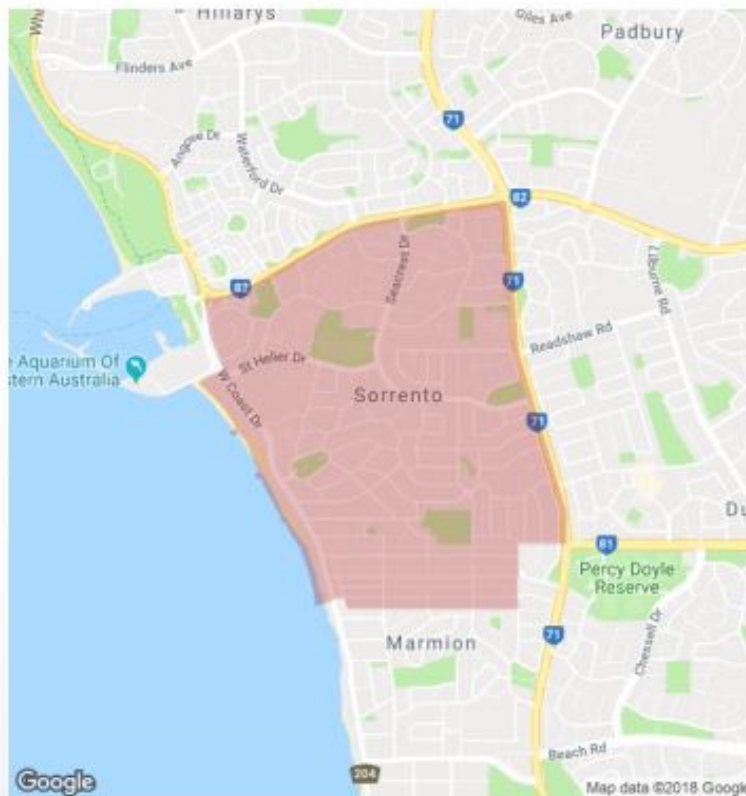 Hillarys
Giles Ave
Padbury
Flinders Ave
71
Angove Dr
Waterford Dr
82
Lilburne Rd
Seacrest Dr
82
71
Readshaw Rd
St Helier Dr
Aquarium Of
stern Australia
W Coast Dr
Sorrento
71
81
Percy Doyle
Reserve
71
Marmion
Chessell Dr
Beach Rd
204
Google
Map data ©2018 Google